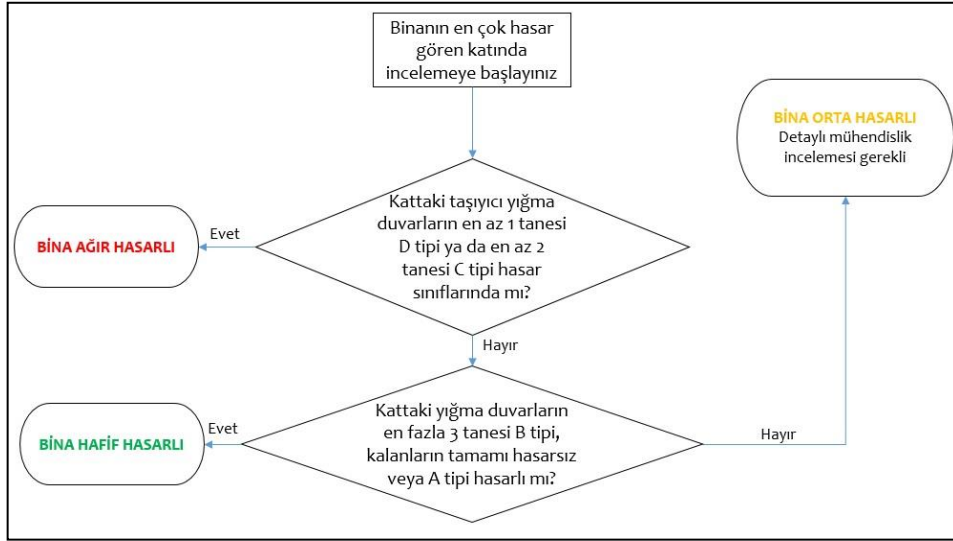 Binanın en çok hasar
gören katında
incelemeye başlayınız
BİNA ORTA HASARLI
Detaylı mühendislik
incelemesi gerekli
Kattaki taşıyıcı yığma
duvarların en az 1 tanesi
D tipi ya da en az 2
tanesi C tipi hasar
sınıflarında mı?
Evet
BİNA AĞIR HASARLI
Hayır
Kattaki yığma duvarların
en fazla 3 tanesi B tipi,
kalanların tamamı hasarsız
veya A tipi hasarlı mı?
Evet
BİNA HAFİF HASARLI
Hayır